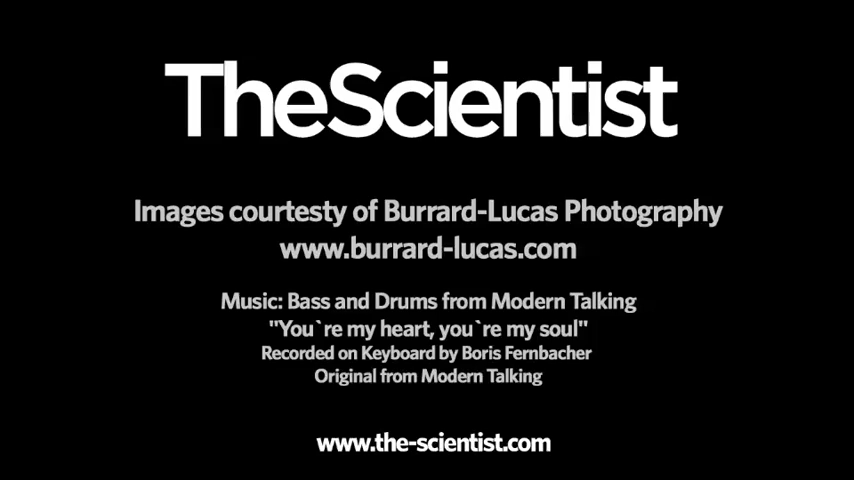 TheScientist
Images courtesty of Burrard-Lucas Photography
www.burrard-lucas.com
Music: Bass and Drums from Modern Talking
"You`re my heart, you`re my soul"
Recorded on Keyboard by Boris Fernbacher
Original from Modern Talking
www.the-scientist.com